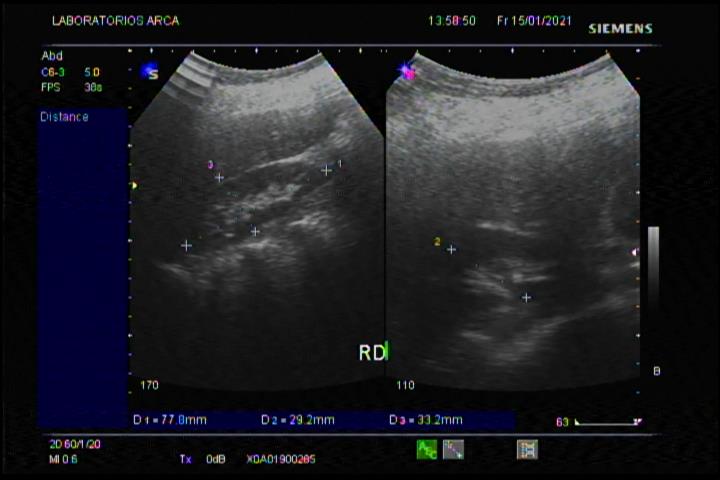 LABORATORIOS ARCA
13:58:50 Fr 15/01/2021
SIEMENS
Abd
C6-3 5.0
FPS 38s
Distance
S
3
1
2
RD
170
110
B
D1=77.8mm D2=29.2mm D3=33.2mm
63
2D 60/1/20
MI 0.6 Tx 0dB X0A01900285